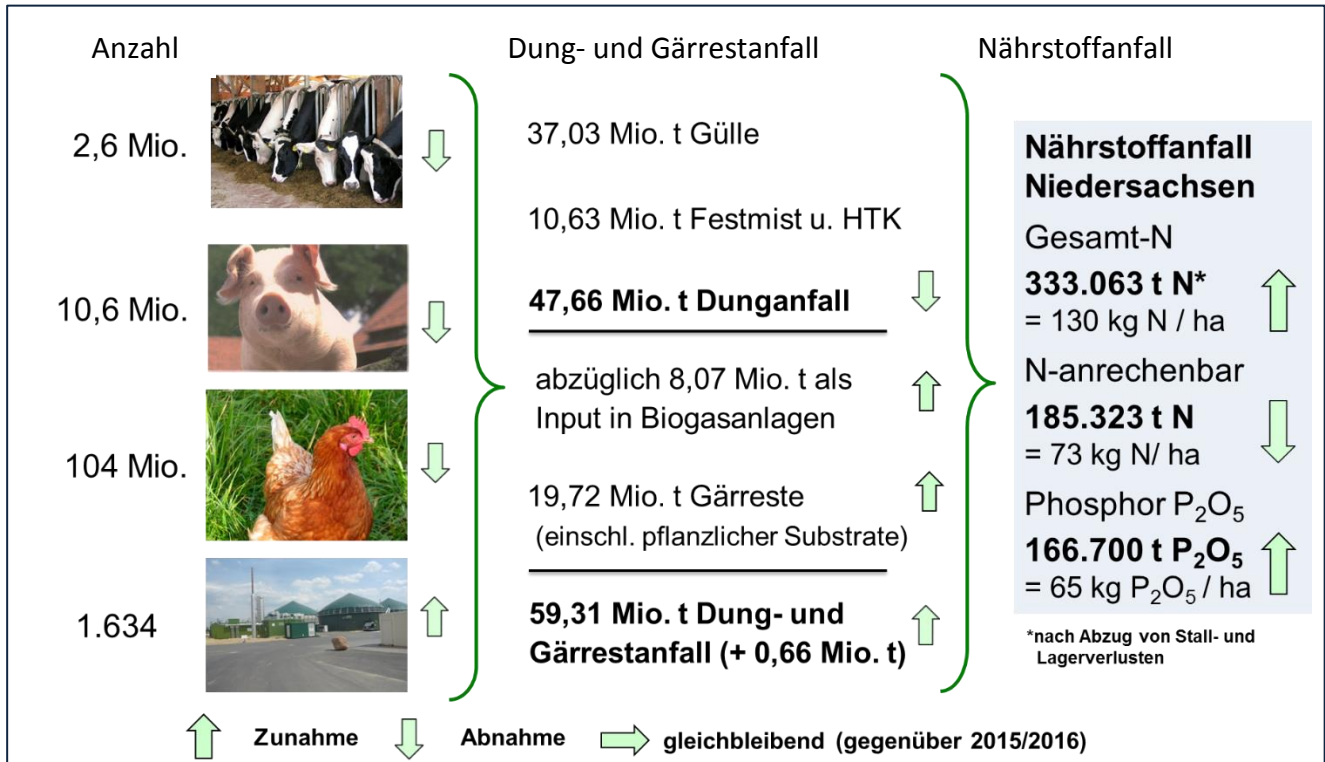 Anzahl
Dung- und Gärrestanfall
Nährstoffanfall
2,6 Mio.
10,6 Mio.
104 Mio.
1.634
37,03 Mio. t Gülle
10,63 Mio. t Festmist u. HTK
47,66 Mio. t Dunganfall
abzüglich 8,07 Mio. t als
Input in Biogasanlagen
19,72 Mio. t Gärreste
(einschl. pflanzlicher Substrate)
59,31 Mio. t Dung- und
Gärrestanfall (+ 0,66 Mio. t)
Nährstoffanfall
Niedersachsen
Gesamt-N
333.063 t N*
= 130 kg N / ha
N-anrechenbar
185.323 t N
= 73 kg N/ ha
Phosphor P₂O₅
166.700 t P₂O₅
= 65 kg P₂O₅ / ha
*nach Abzug von Stall- und
Lagerverlusten
Zunahme Abnahme gleichbleibend (gegenüber 2015/2016)